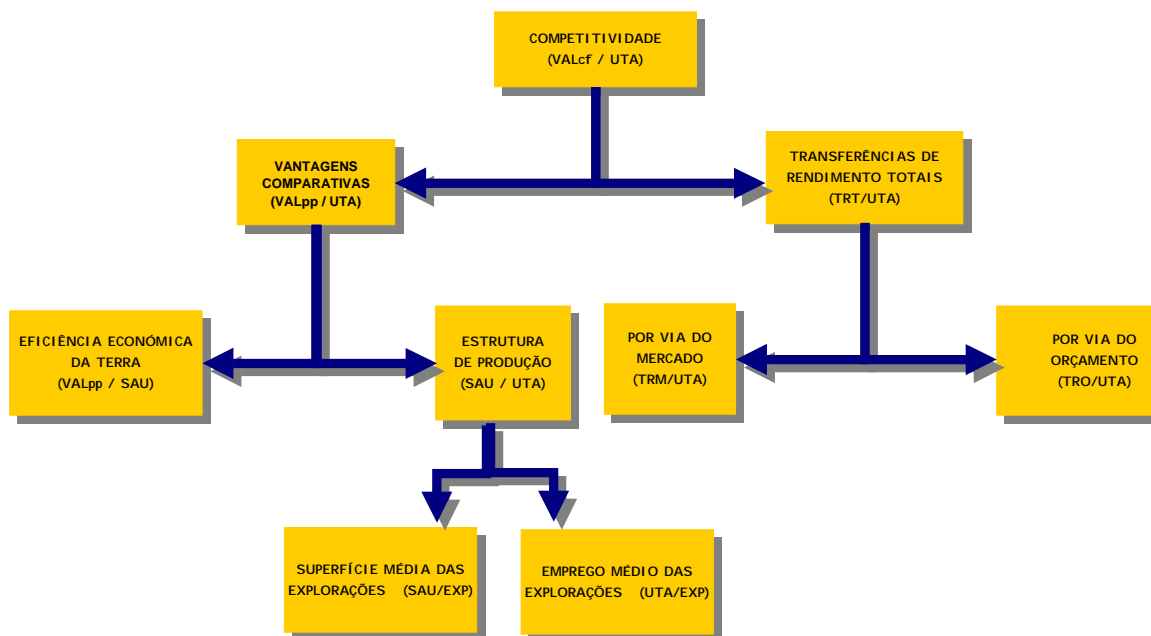 COMPETITIVIDADE
(VALcf / UTA)
VANTAGENS
COMPARATIVAS
(VALpp / UTA)
TRANSFERÊNCIAS DE
RENDIMENTO TOTAIS
(TRT/UTA)
EFICIÊNCIA ECONÓMICA
DA TERRA
(VALpp / SAU)
ESTRUTURA
DE PRODUÇÃO
(SAU / UTA)
POR VIA DO
MERCADO
(TRM/UTA)
POR VIA DO
ORÇAMENTO
(TRO/UTA)
SUPERFÍCIE MÉDIA DAS
EXPLORAÇÕES (SAU/EXP)
EMPREGO MÉDIO DAS
EXPLORAÇÕES (UTA/EXP)